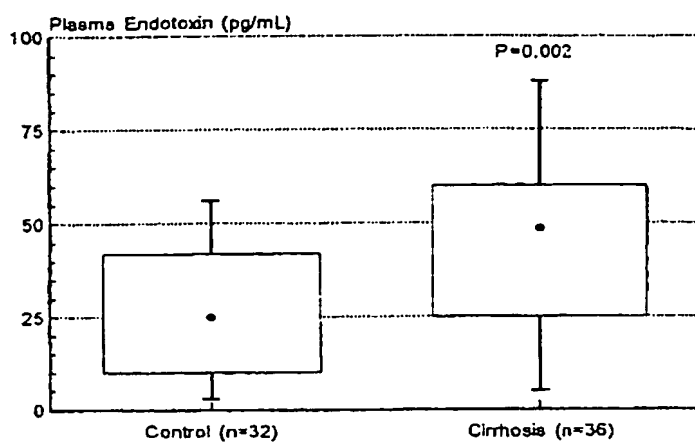 Plasma Endotoxin (pg/mL)
100
P=0.002
75
50
25
0
Control (n=32)
Cirrhosis (n=36)